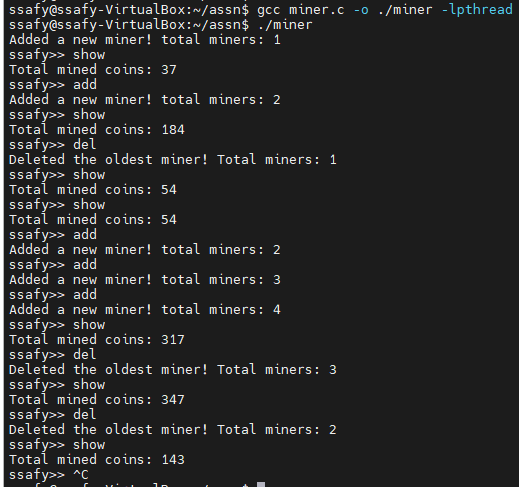 ssafy@ssafy-VirtualBox:~/assn$ gcc miner.c -o ./miner -lpthread
ssafy@ssafy-VirtualBox:~/assn$ ./miner
Added a new miner! total miners: 1
ssafy>> show
Total mined coins: 37
ssafy>> add
Added a new miner! total miners: 2
ssafy>> show
Total mined coins: 184
ssafy>> del
Deleted the oldest miner! Total miners: 1
ssafy>> show
Total mined coins: 54
ssafy>> show
Total mined coins: 54
ssafy>> add
Added a new miner! total miners: 2
ssafy>> add
Added a new miner! total miners: 3
ssafy>> add
Added a new miner! total miners: 4
ssafy>> show
Total mined coins: 317
ssafy>> del
Deleted the oldest miner! Total miners: 3
ssafy>> show
Total mined coins: 347
ssafy>> del
Deleted the oldest miner! Total miners: 2
ssafy>> show
Total mined coins: 143
ssafy>> ^C